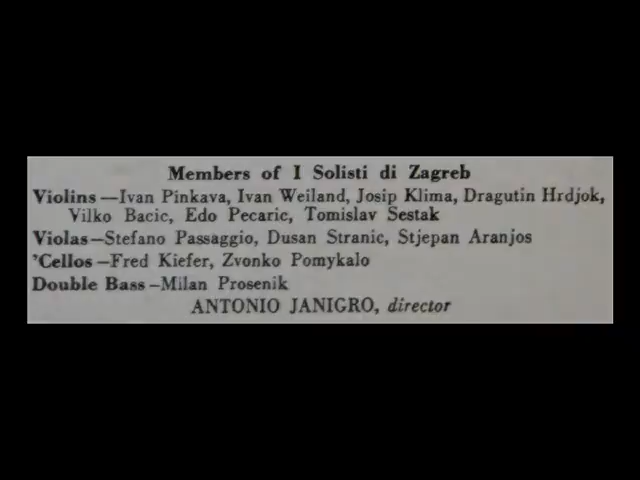 Members of I Solisti di Zagreb
Violins—Ivan Pinkava, Ivan Weiland, Josip Klima, Dragutin Hrdjok,
Vilko Bacic, Edo Pecaric, Tomislav Sestak
Violas—Stefano Passaggio, Dusan Stranic, Stjepan Aranjos
'Cellos—Fred Kiefer, Zvonko Pomykalo
Double Bass—Milan Prosenik
ANTONIO JANIGRO, director